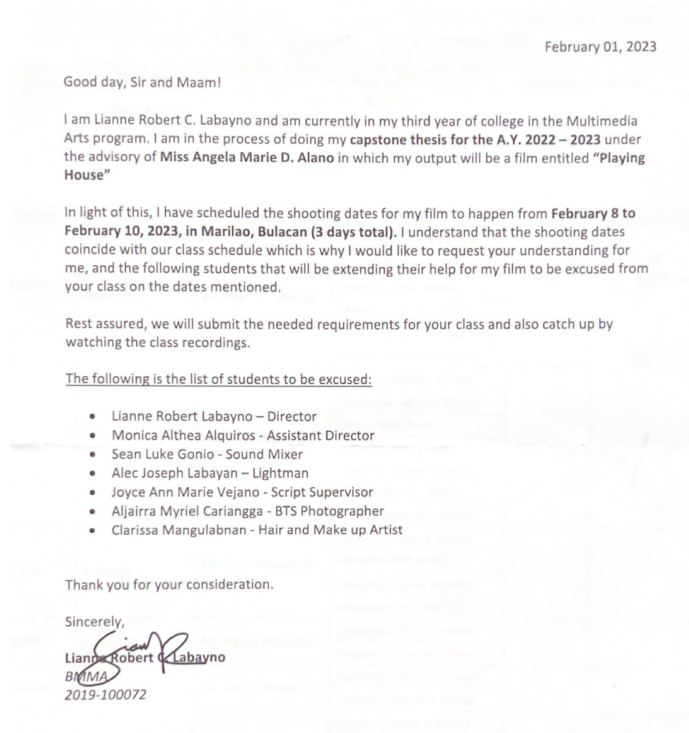 February 01, 2023
Good day, Sir and Maam!
I am Lianne Robert C. Labayno and am currently in my third year of college in the Multimedia
Arts program. I am in the process of doing my capstone thesis for the A.Y. 2022 – 2023 under
the advisory of Miss Angela Marie D. Alano in which my output will be a film entitled “Playing
House”
In light of this, I have scheduled the shooting dates for my film to happen from February 8 to
February 10, 2023, in Marilao, Bulacan (3 days total). I understand that the shooting dates
coincide with our class schedule which is why I would like to request your understanding for
me, and the following students that will be extending their help for my film to be excused from
your class on the dates mentioned.
Rest assured, we will submit the needed requirements for your class and also catch up by
watching the class recordings.
The following is the list of students to be excused:
• Lianne Robert Labayno – Director
• Monica Althea Alquiros - Assistant Director
• Sean Luke Gonio - Sound Mixer
• Alec Joseph Labayan – Lightman
• Joyce Ann Marie Vejano - Script Supervisor
• Aljairra Myriel Cariangga - BTS Photographer
• Clarissa Mangulabnan - Hair and Make up Artist
Thank you for your consideration.
Sincerely,
Lianne Robert C. Labayno
BMMA
2019-100072